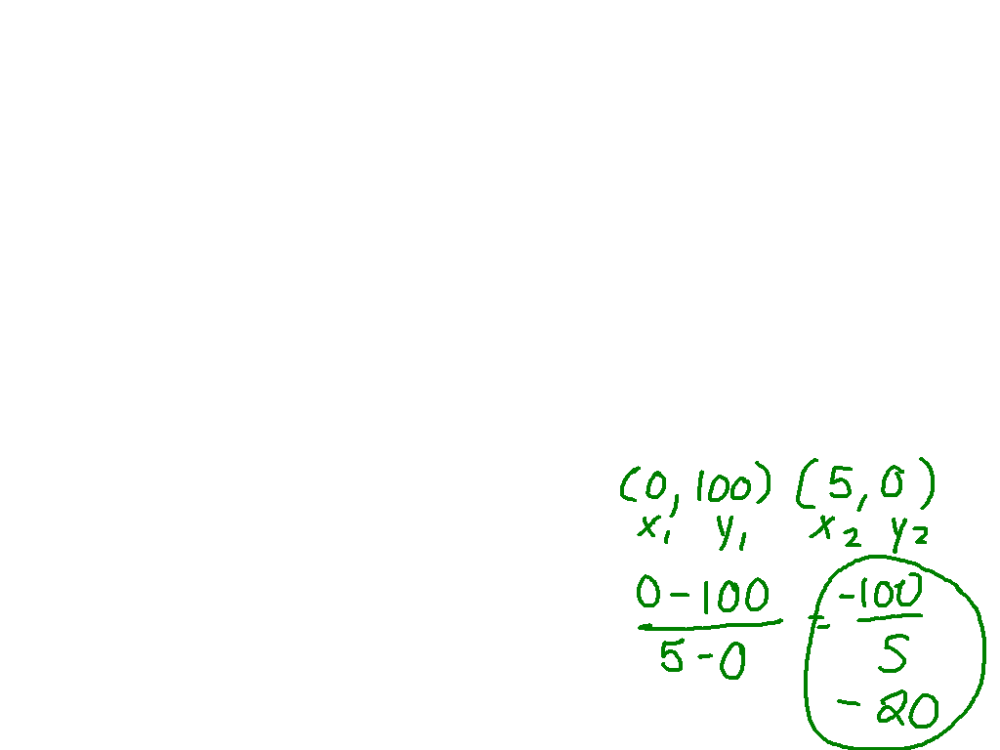 (0, 100) (5, 0)
x₁ y₁ x₂ y₂
0 - 100 = -100
5 - 0 5
- 20